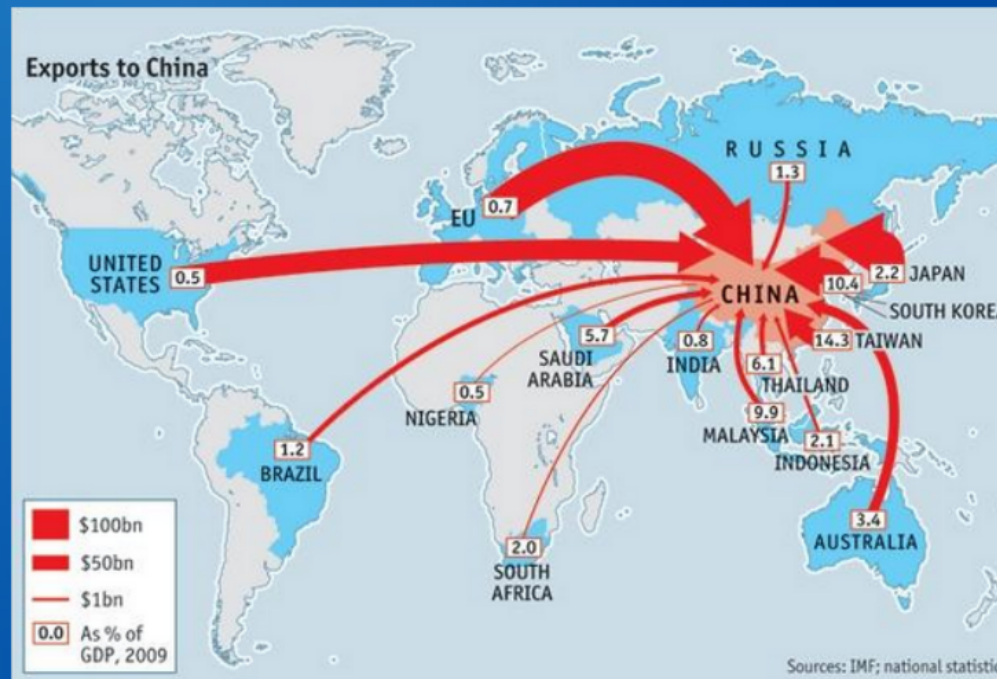 Exports to China
RUSSIA
1.3
EU
0.7
UNITED
STATES
0.5
2.2
JAPAN
10.4
SOUTH KOREA
CHINA
14.3
TAIWAN
5.7
SAUDI
ARABIA
0.8
INDIA
6.1
THAILAND
0.5
NIGERIA
9.9
MALAYSIA
2.1
INDONESIA
1.2
BRAZIL
3.4
AUSTRALIA
2.0
SOUTH
AFRICA
$100bn
$50bn
$1bn
0.0 As % of
GDP, 2009
Sources: IMF; national statistic